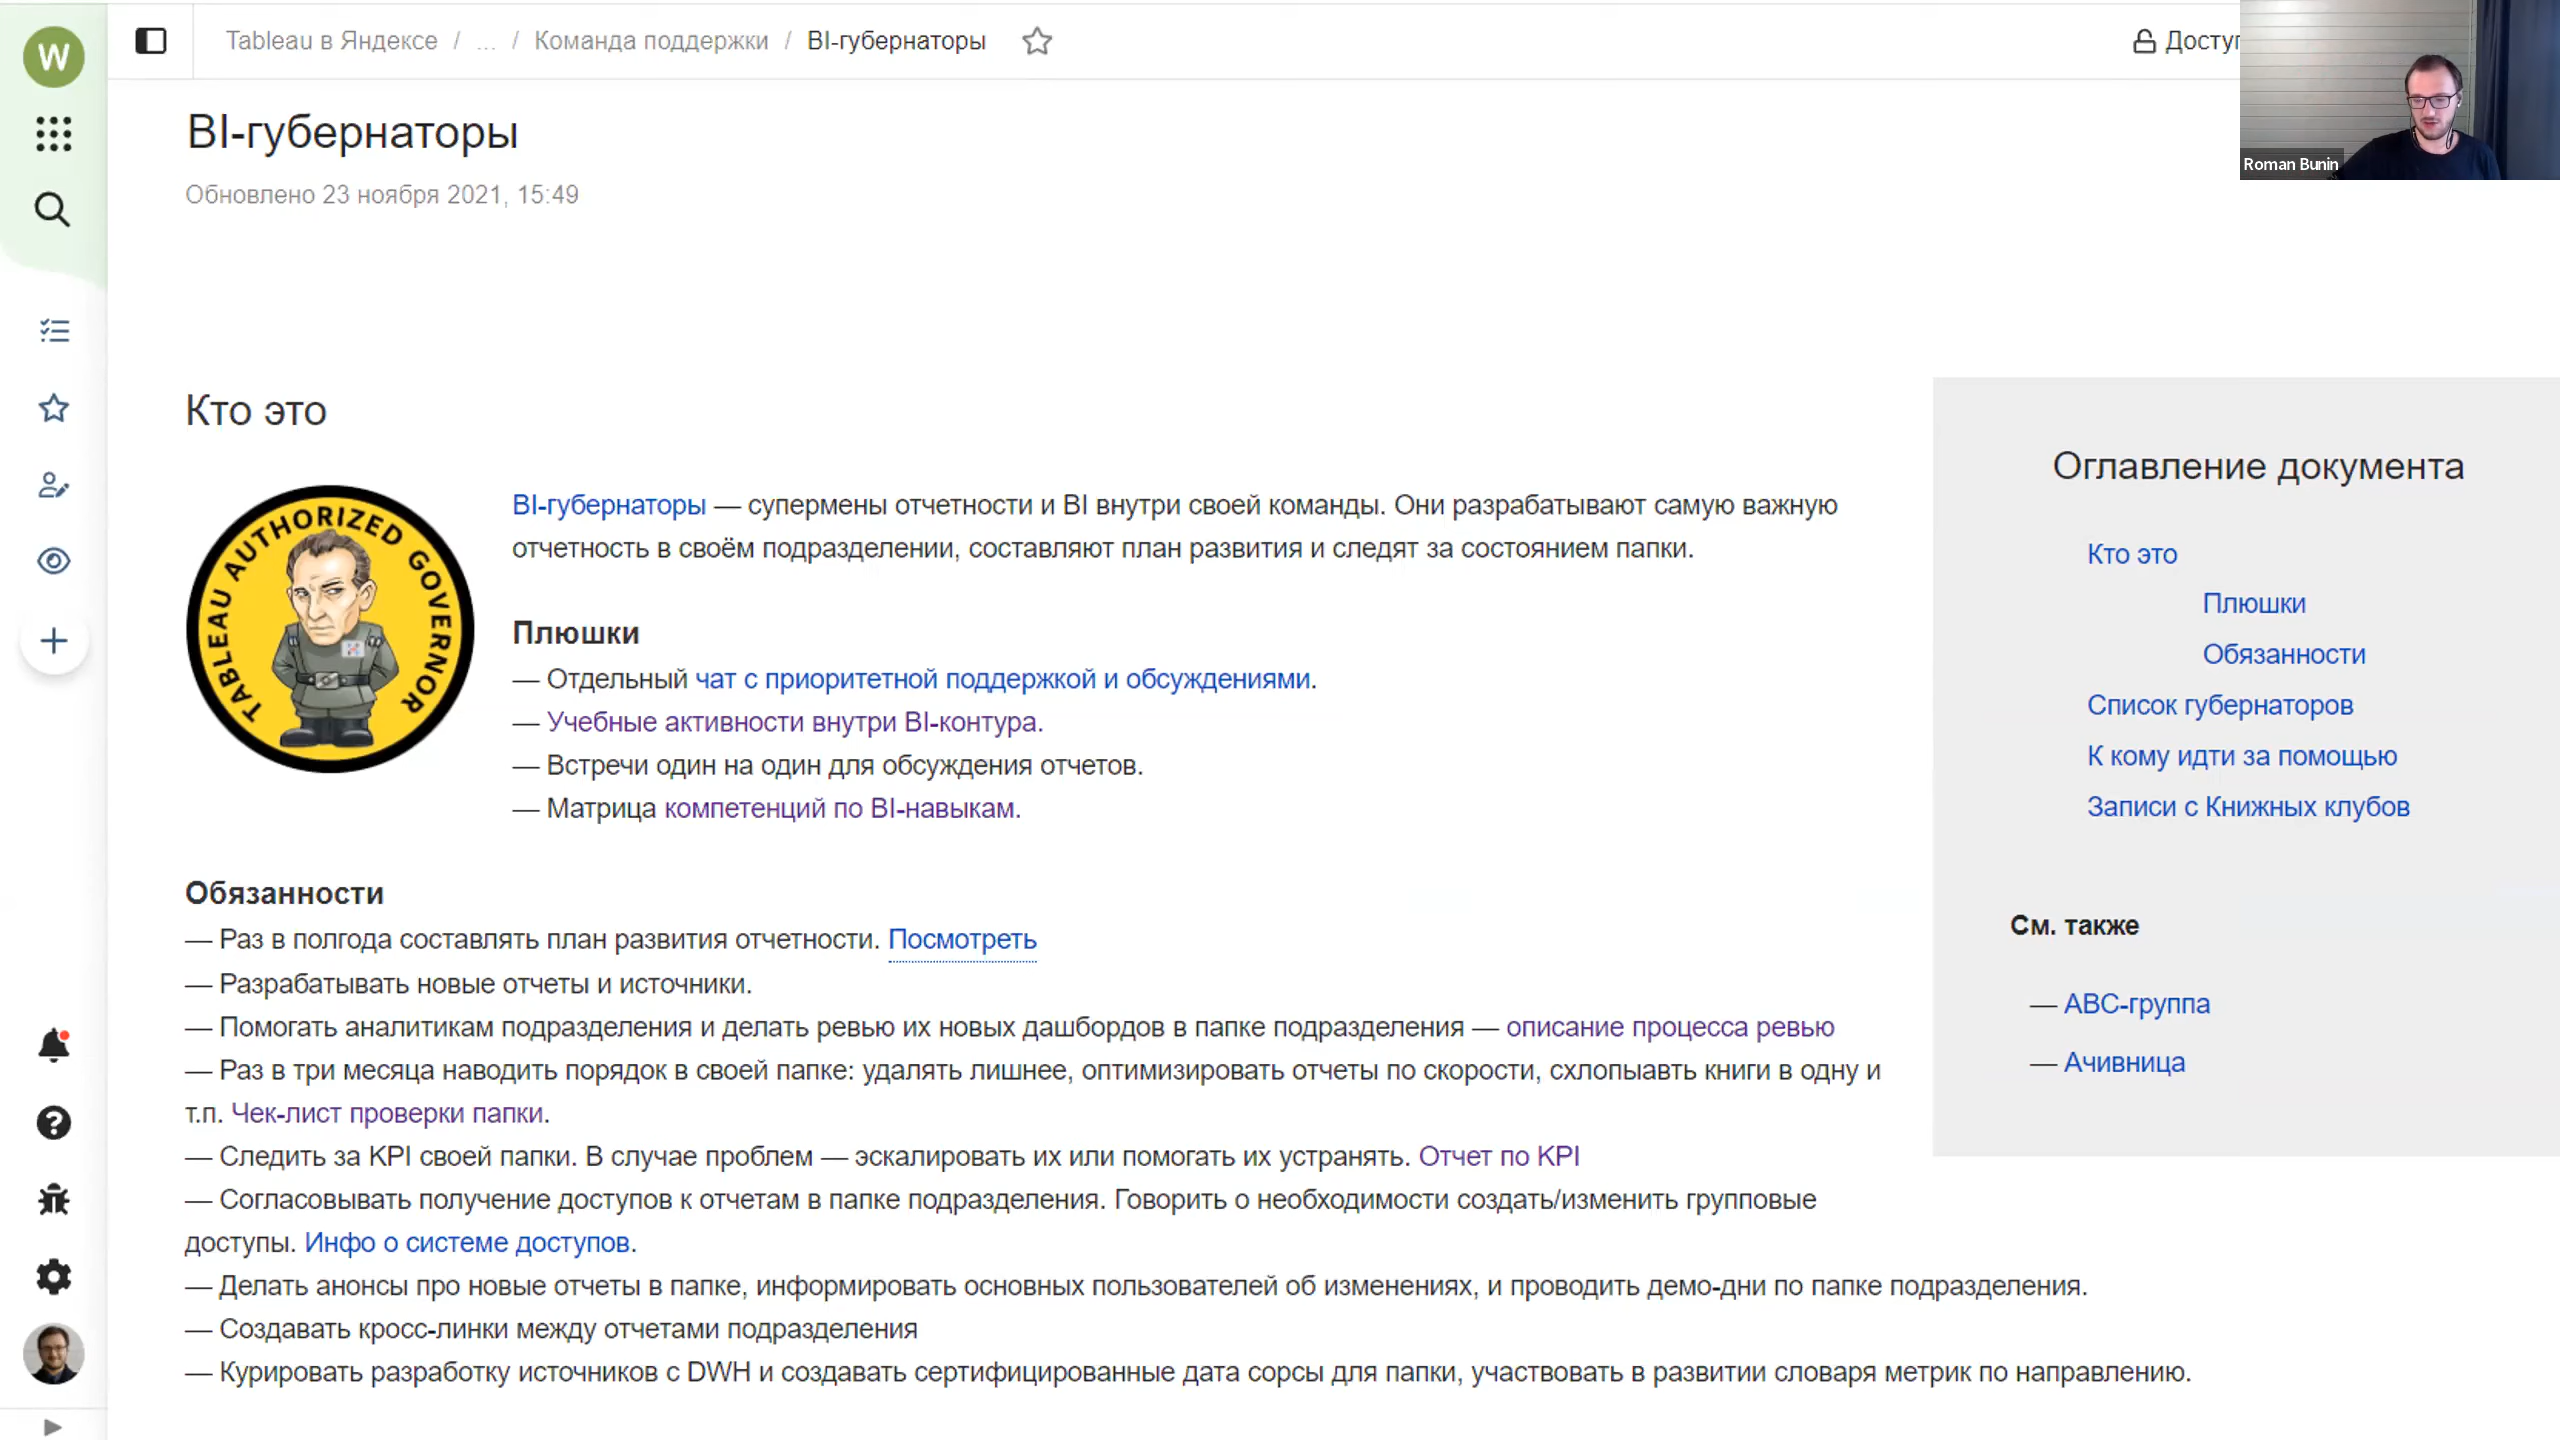 W
Tableau в Яндексе / ... / Команда поддержки / BI-губернаторы
Доступ
Roman Bunin
BI-губернаторы
Обновлено 23 ноября 2021, 15:49
Кто это
TABLEAU AUTHORIZED GOVERNOR
BI-губернаторы — супермены отчетности и BI внутри своей команды. Они разрабатывают самую важную
отчетность в своём подразделении, составляют план развития и следят за состоянием папки.
Плюшки
— Отдельный чат с приоритетной поддержкой и обсуждениями.
— Учебные активности внутри BI-контура.
— Встречи один на один для обсуждения отчетов.
— Матрица компетенций по BI-навыкам.
Обязанности
— Раз в полгода составлять план развития отчетности. Посмотреть
— Разрабатывать новые отчеты и источники.
— Помогать аналитикам подразделения и делать ревью их новых дашбордов в папке подразделения — описание процесса ревью
— Раз в три месяца наводить порядок в своей папке: удалять лишнее, оптимизировать отчеты по скорости, схлопыавть книги в одну и
т.п. Чек-лист проверки папки.
— Следить за KPI своей папки. В случае проблем — эскалировать их или помогать их устранять. Отчет по KPI
— Согласовывать получение доступов к отчетам в папке подразделения. Говорить о необходимости создать/изменить групповые
доступы. Инфо о системе доступов.
— Делать анонсы про новые отчеты в папке, информировать основных пользователей об изменениях, и проводить демо-дни по папке подразделения.
— Создавать кросс-линки между отчетами подразделения
— Курировать разработку источников с DWH и создавать сертифицированные дата сорсы для папки, участвовать в развитии словаря метрик по направлению.
Оглавление документа
Кто это
Плюшки
Обязанности
Список губернаторов
К кому идти за помощью
Записи с Книжных клубов
См. также
— ABC-группа
— Ачивница